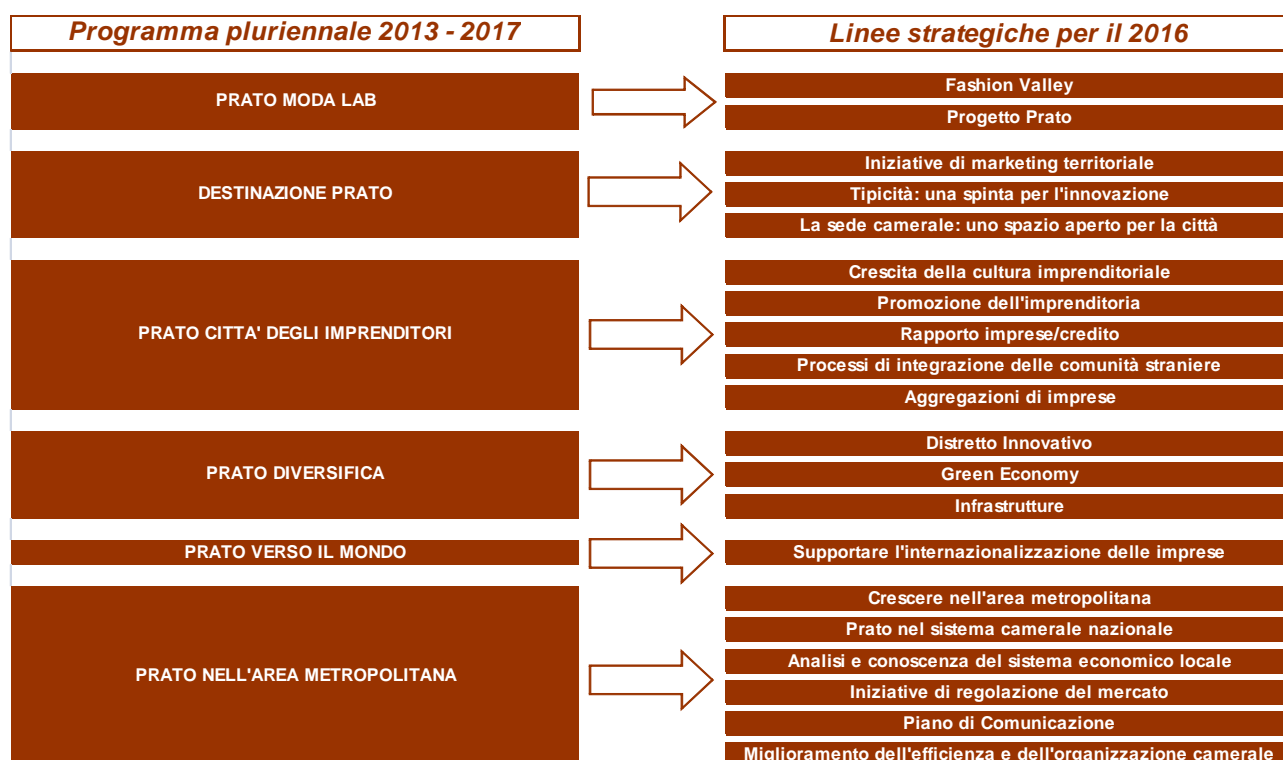 Programma pluriennale 2013 - 2017
Linee strategiche per il 2016
PRATO MODA LAB
Fashion Valley
Progetto Prato
DESTINAZIONE PRATO
Iniziative di marketing territoriale
Tipicità: una spinta per l'innovazione
La sede camerale: uno spazio aperto per la città
PRATO CITTA' DEGLI IMPRENDITORI
Crescita della cultura imprenditoriale
Promozione dell'imprenditoria
Rapporto imprese/credito
Processi di integrazione delle comunità straniere
Aggregazioni di imprese
PRATO DIVERSIFICA
Distretto Innovativo
Green Economy
Infrastrutture
PRATO VERSO IL MONDO
Supportare l'internazionalizzazione delle imprese
PRATO NELL'AREA METROPOLITANA
Crescere nell'area metropolitana
Prato nel sistema camerale nazionale
Analisi e conoscenza del sistema economico locale
Iniziative di regolazione del mercato
Piano di Comunicazione
Miglioramento dell'efficienza e dell'organizzazione camerale